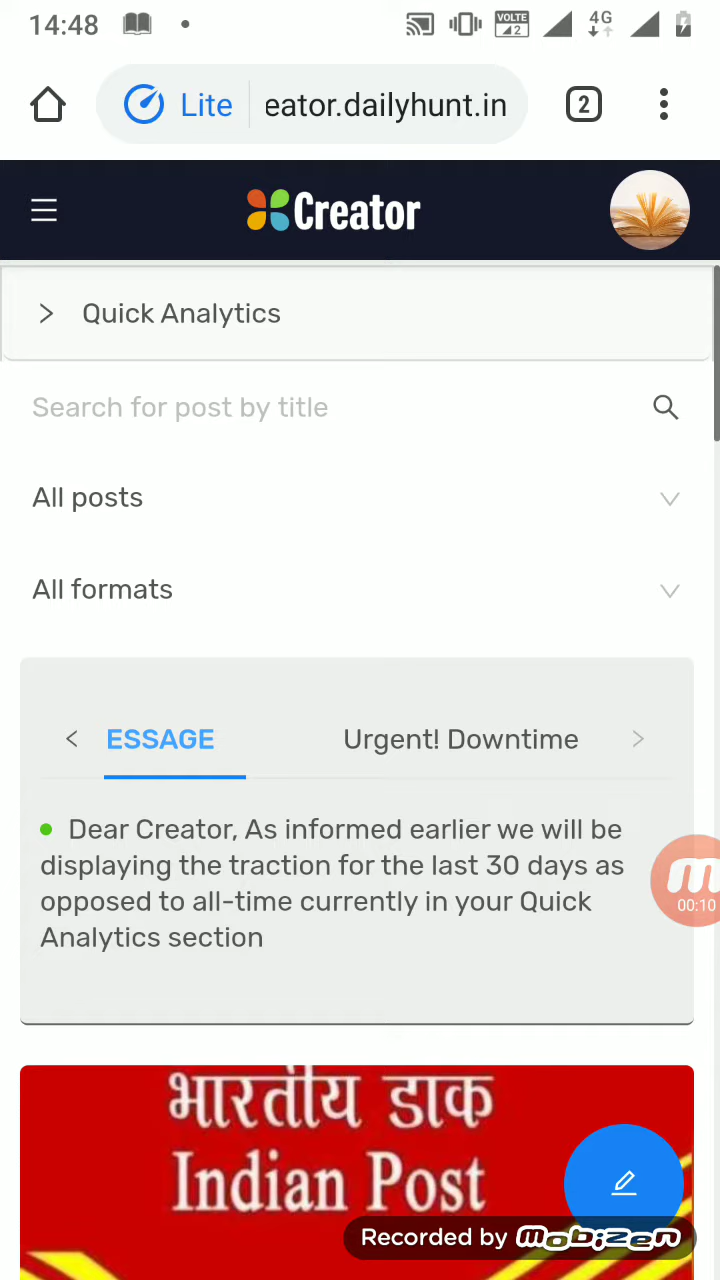 14:48
VOLTE
2
4G
Lite
eator.dailyhunt.in
2
Creator
Quick Analytics
Search for post by title
All posts
All formats
ESSAGE
Urgent! Downtime
Dear Creator, As informed earlier we will be
displaying the traction for the last 30 days as
opposed to all-time currently in your Quick
Analytics section
00:10
भारतीय डाक
Indian Post
Recorded by mobizen